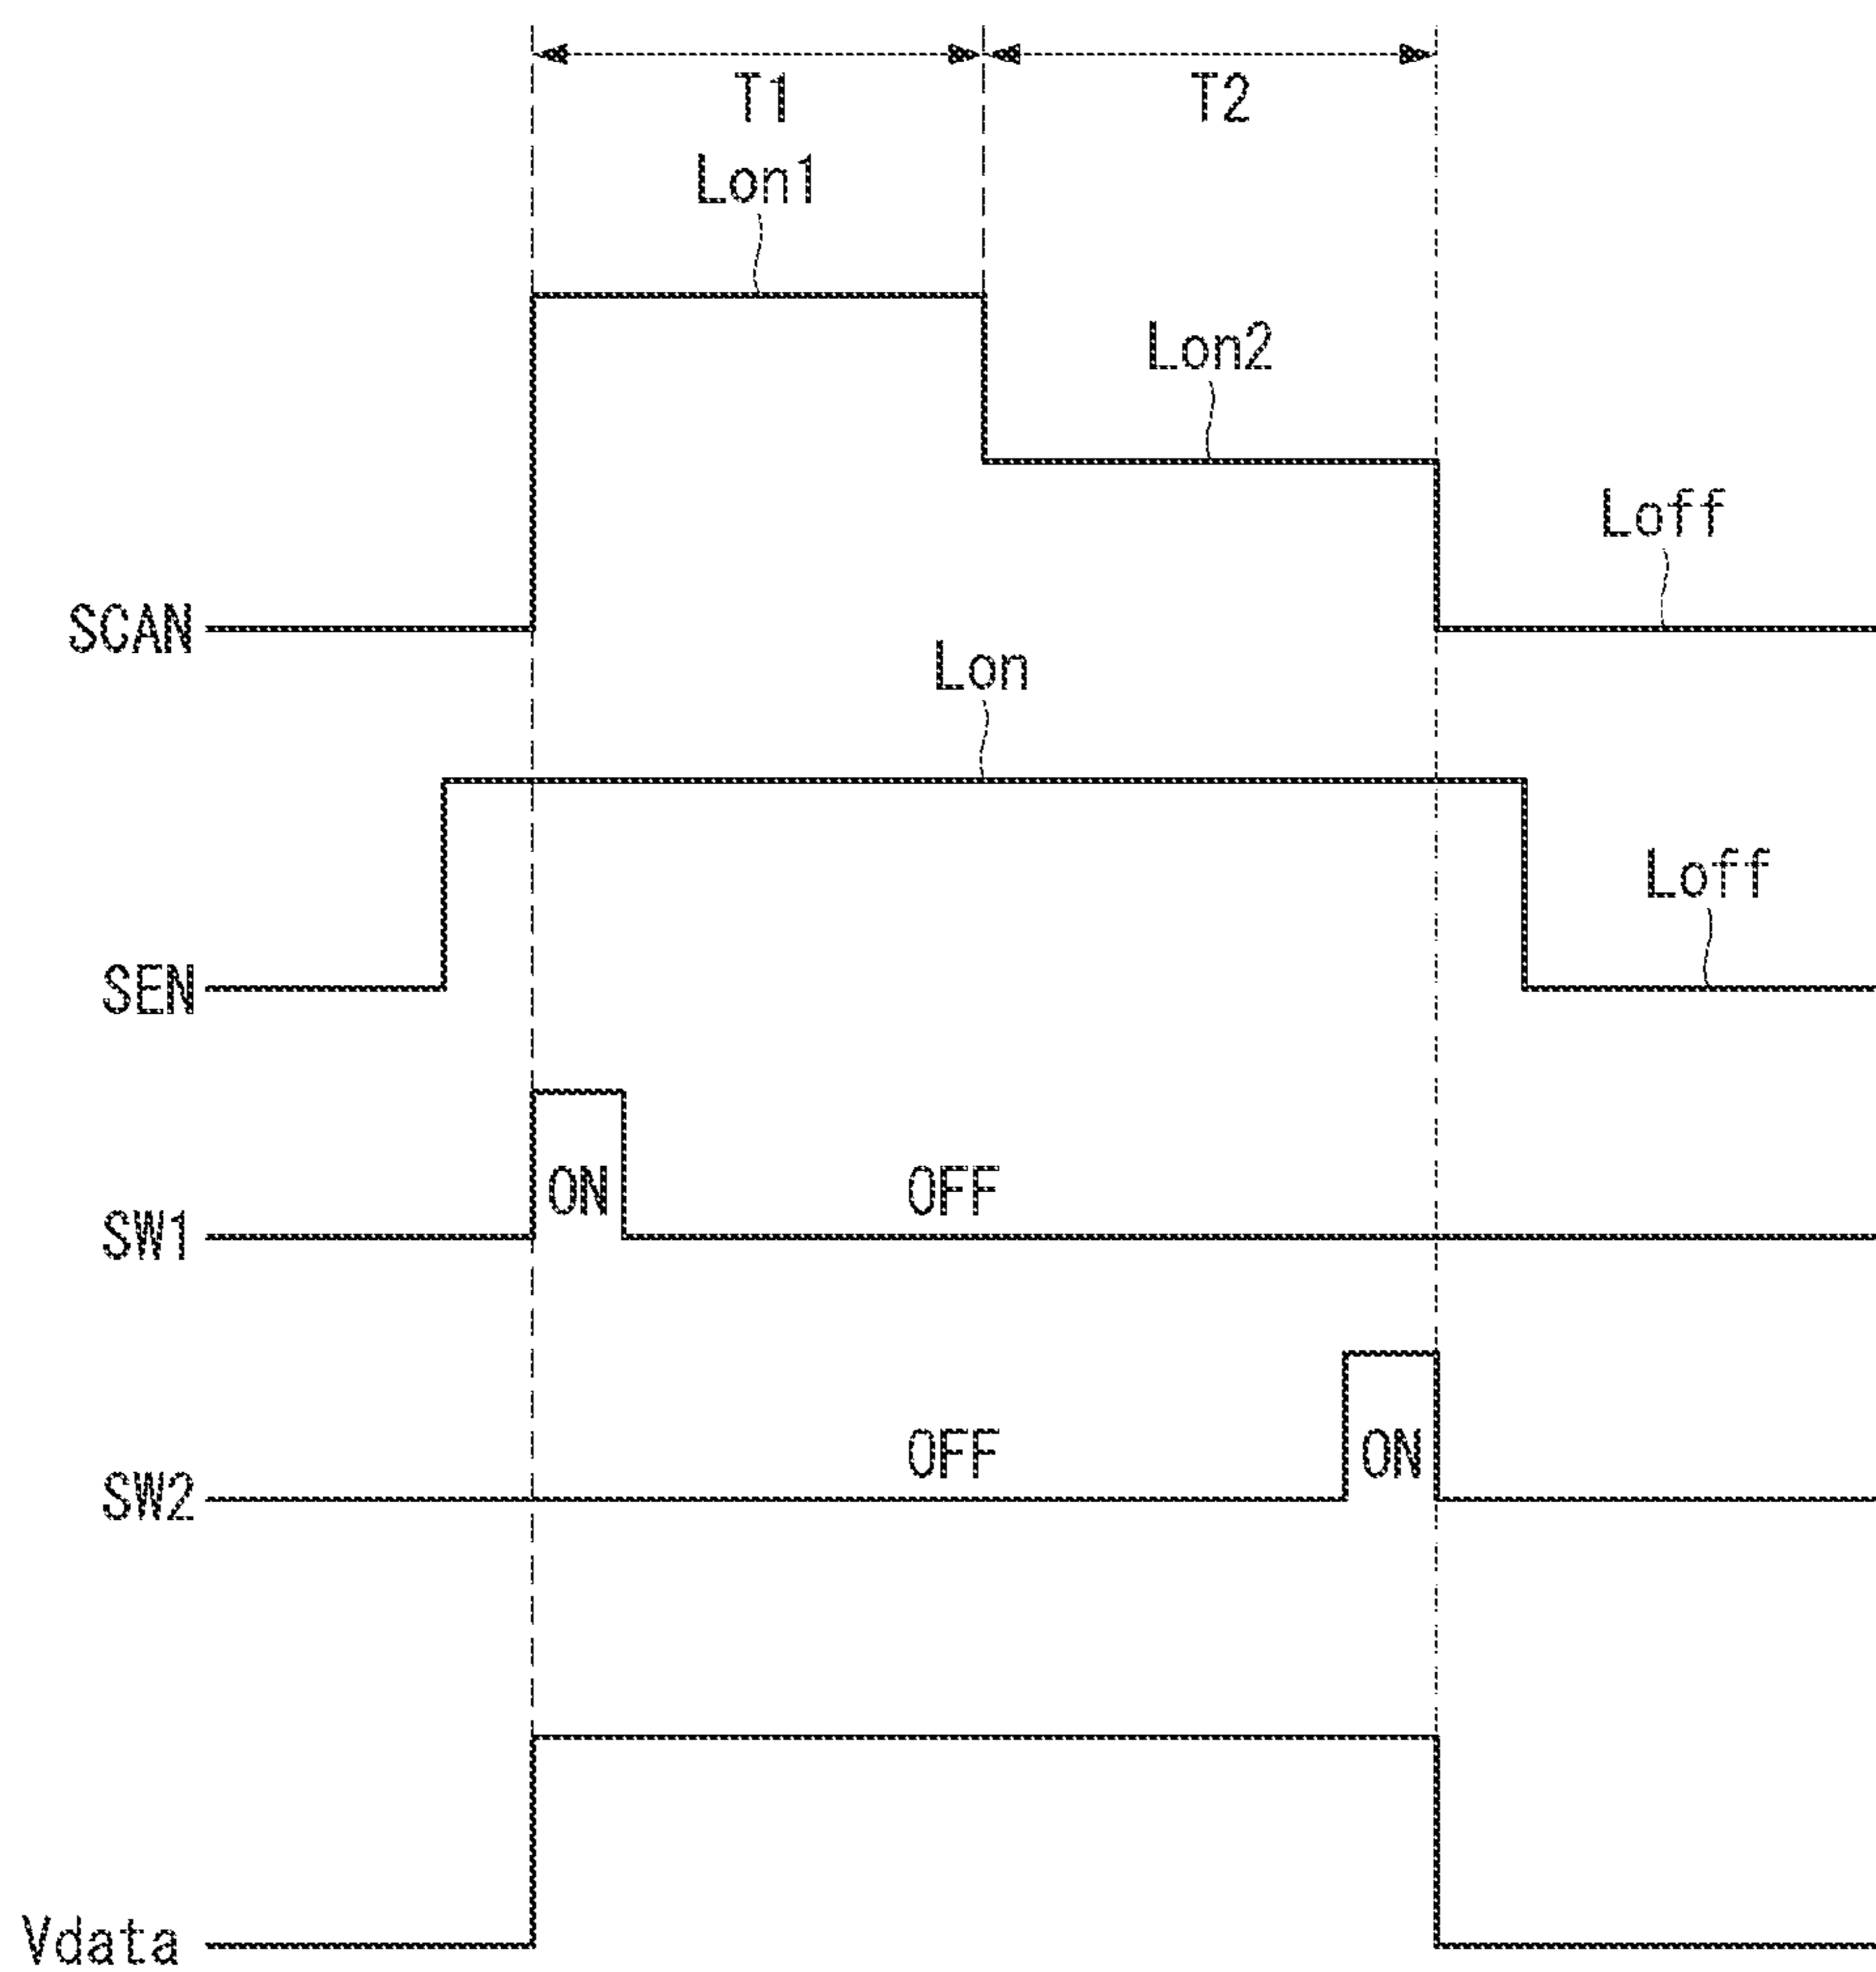 T1 T2
Lon1
Lon2
Loff
SCAN
Lon
Loff
SEN
ON OFF
SW1
OFF ON
SW2
Vdata